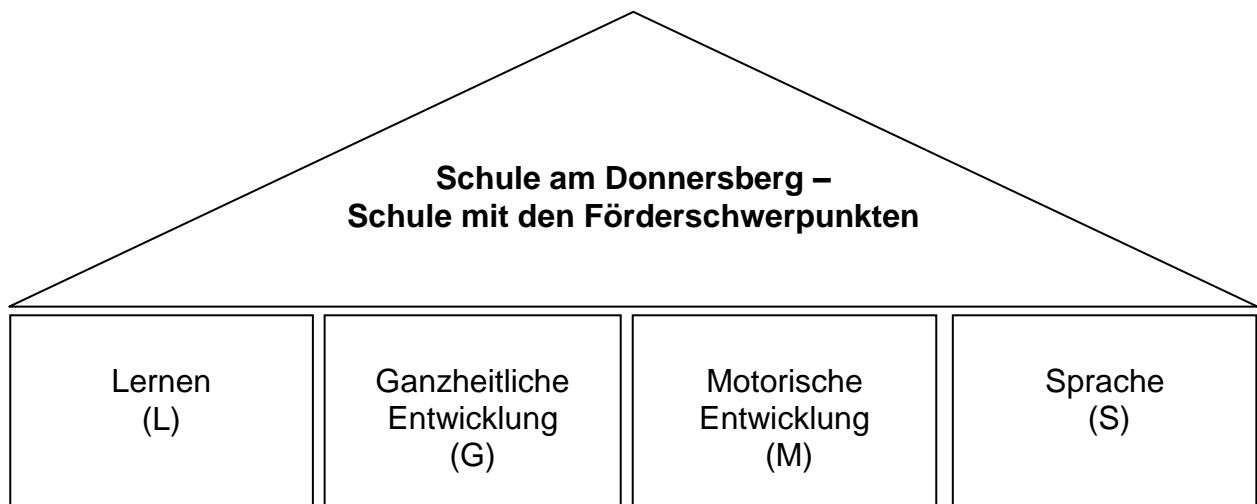 Schule am Donnersberg –
Schule mit den Förderschwerpunkten
Lernen
(L)
Ganzheitliche
Entwicklung
(G)
Motorische
Entwicklung
(M)
Sprache
(S)